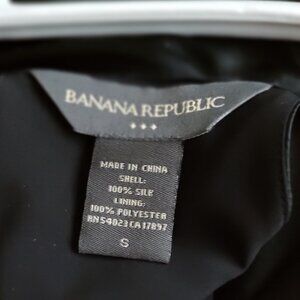 BANANA REPUBLIC
MADE IN CHINA
SHELL:
100% SILK
LINING:
100% POLYESTER
RN54023 CA17897
S